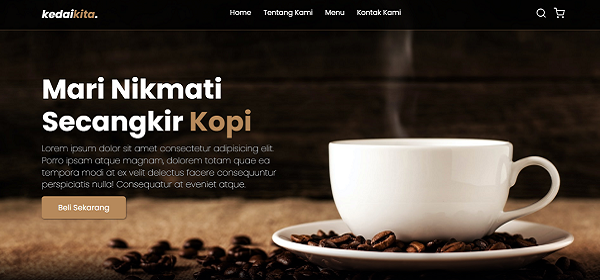 kedaikita.
Home Tentang Kami Menu Kontak Kami
Mari Nikmati
Secangkir Kopi
Lorem ipsum dolor sit amet consectetur adipisicing elit.
Porro ipsam atque magnam, dolorem totam quae ea
tempora modi at ex velit delectus facere consequuntur
perspiciatis nulla! Consequatur at eveniet atque.
Beli Sekarang